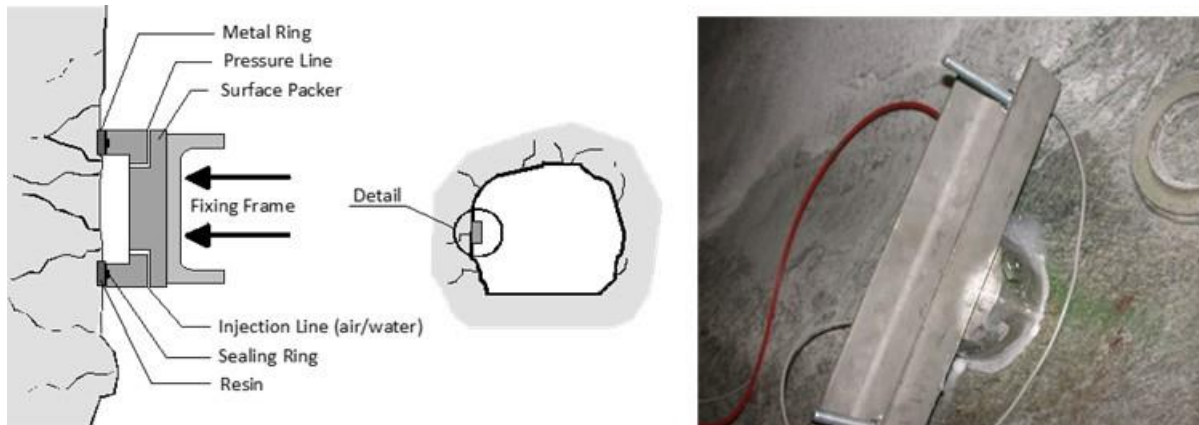 Metal Ring
Pressure Line
Surface Packer
Fixing Frame
Detail
Injection Line (air/water)
Sealing Ring
Resin